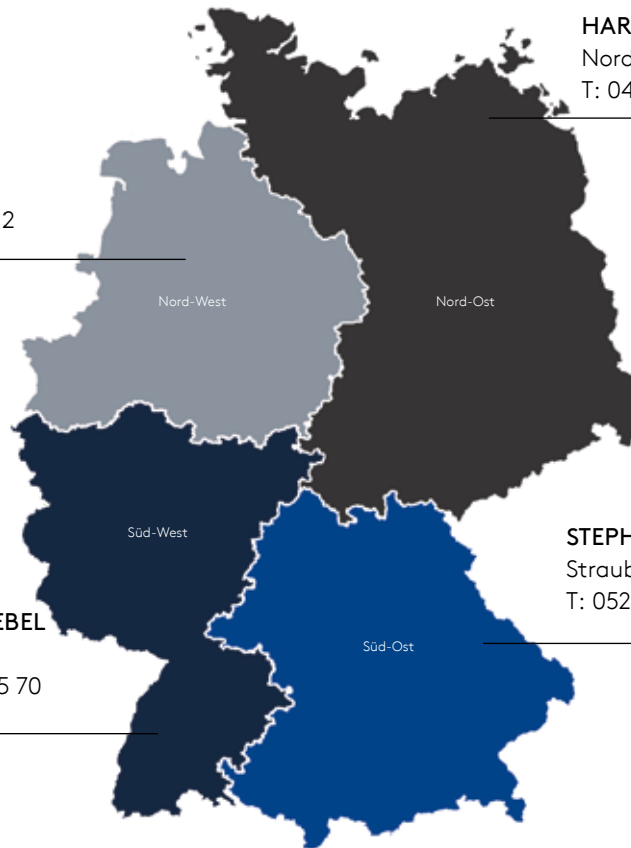 HAR
Nord
T: 04
2
Nord-West
Nord-Ost
Süd-West
STEPH
Straub
T: 052
EBEL
5 70
Süd-Ost